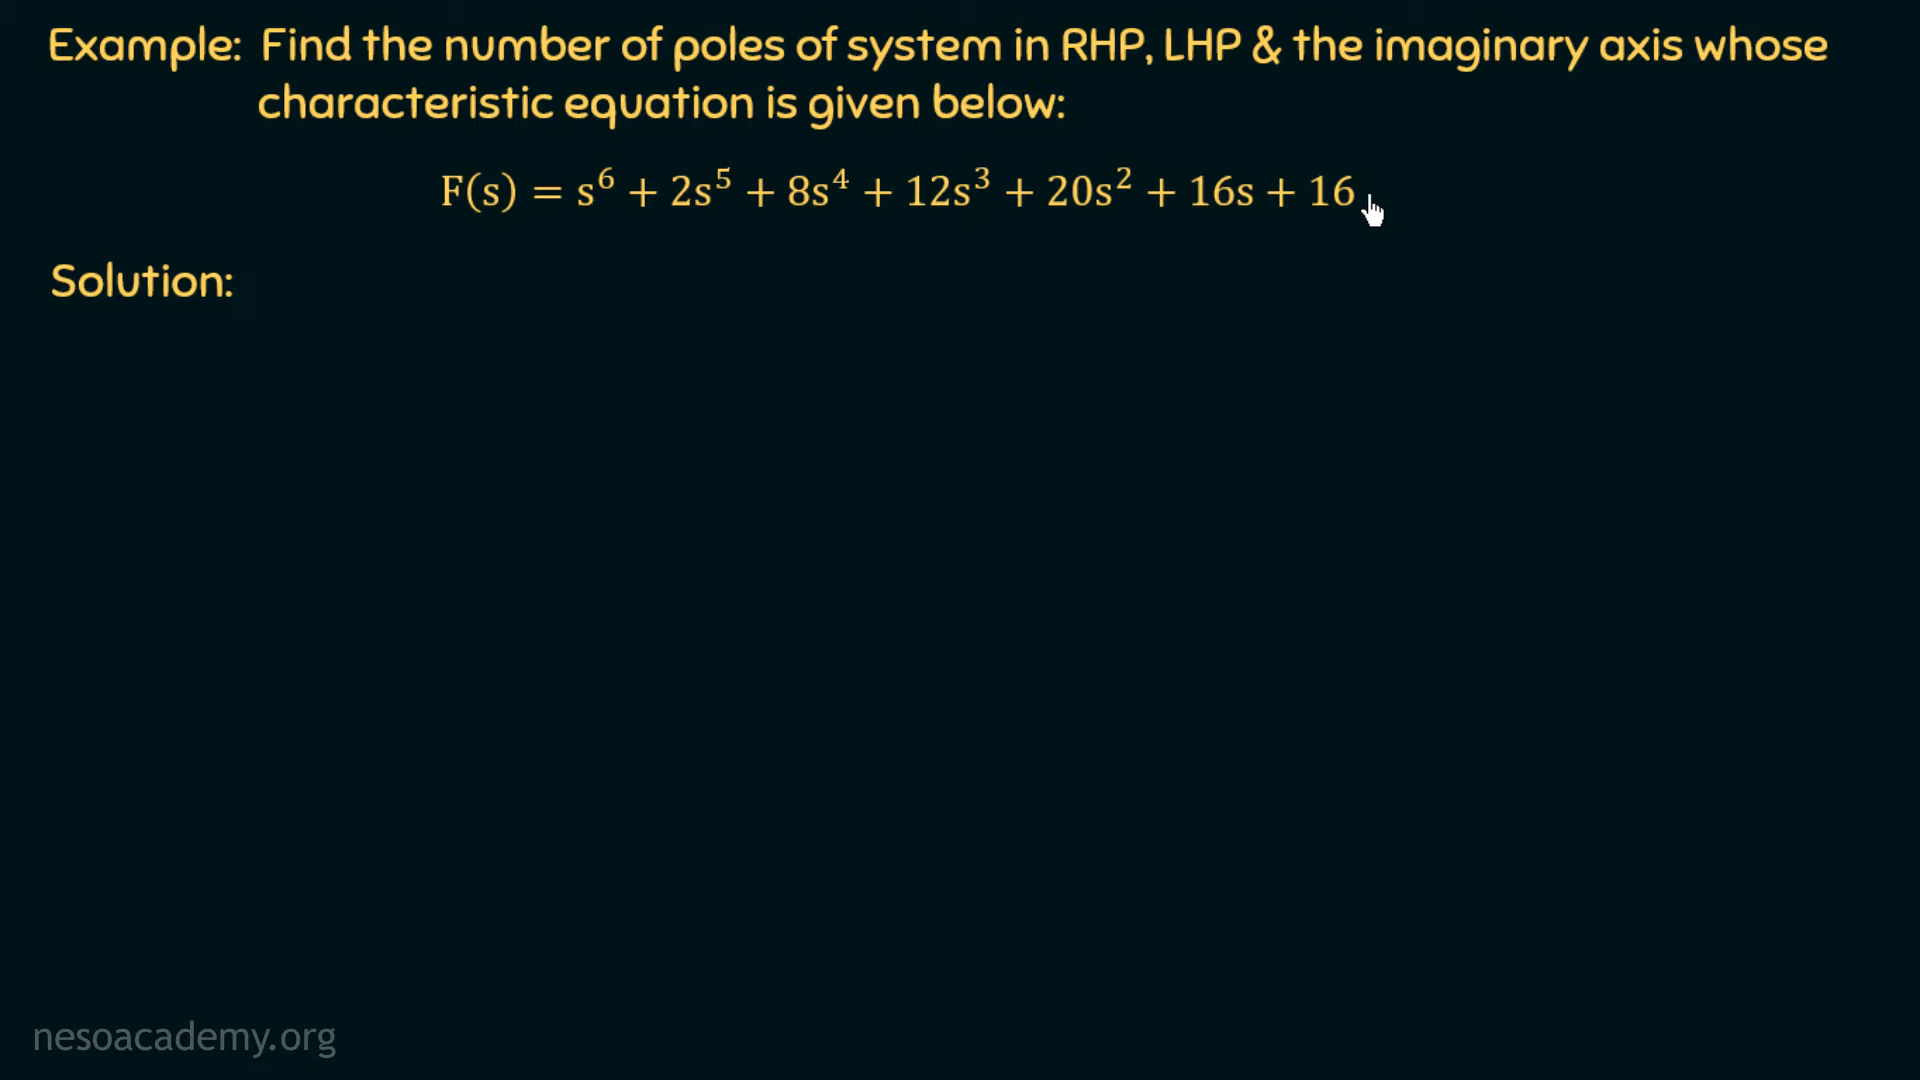 Example: Find the number of poles of system in RHP, LHP & the imaginary axis whose
characteristic equation is given below:
F(s) = s⁶ + 2s⁵ + 8s⁴ + 12s³ + 20s² + 16s + 16
Solution:
nesoacademy.org